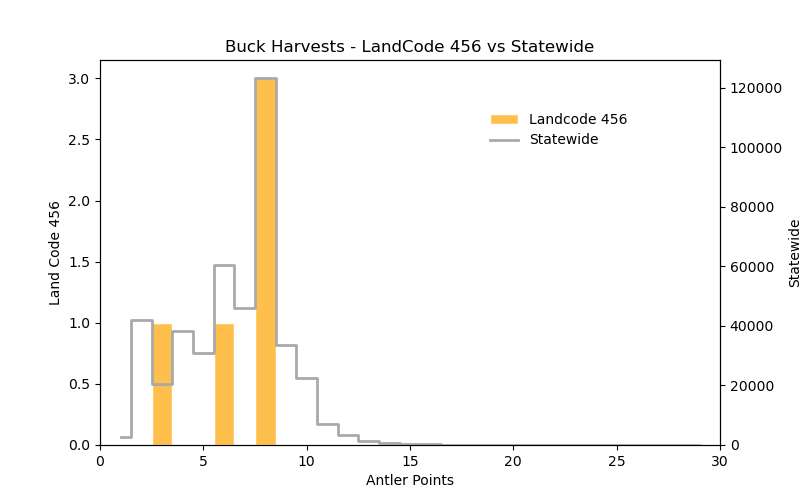 Buck Harvests - LandCode 456 vs Statewide
Land Code 456
3.0
2.5
2.0
1.5
1.0
0.5
0.0
Landcode 456
Statewide
120000
100000
80000
60000
40000
20000
0
Statewide
0 5 10 15 20 25 30
Antler Points